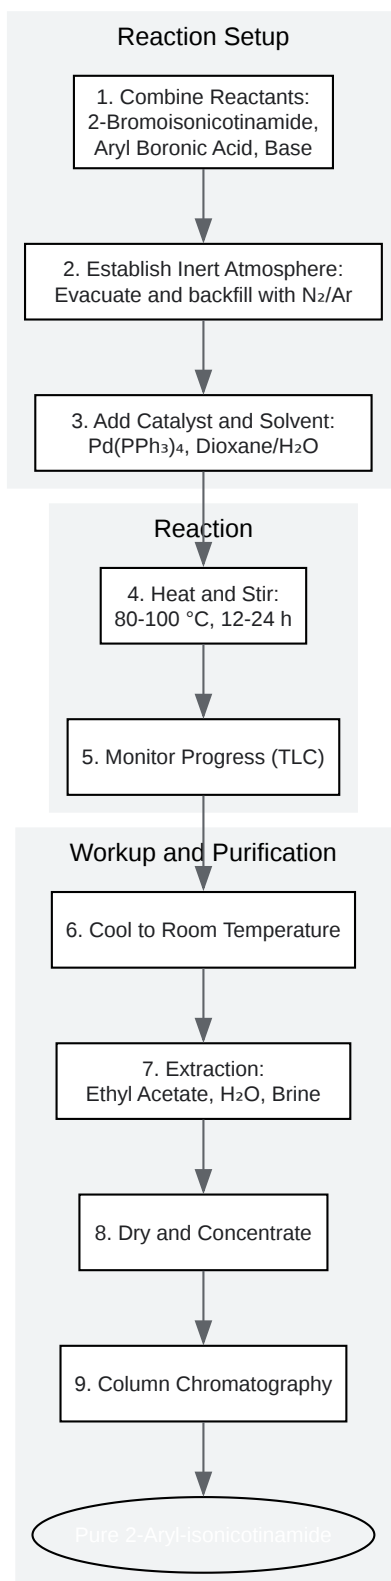 Reaction Setup
1. Combine Reactants:
2-Bromoisonicotinamide,
Aryl Boronic Acid, Base
2. Establish Inert Atmosphere:
Evacuate and backfill with N₂/Ar
3. Add Catalyst and Solvent:
Pd(PPh₃)₄, Dioxane/H₂O
Reaction
4. Heat and Stir:
80-100 °C, 12-24 h
5. Monitor Progress (TLC)
Workup and Purification
6. Cool to Room Temperature
7. Extraction:
Ethyl Acetate, H₂O, Brine
8. Dry and Concentrate
9. Column Chromatography
Pure 2-Aryl-isonicotinamide